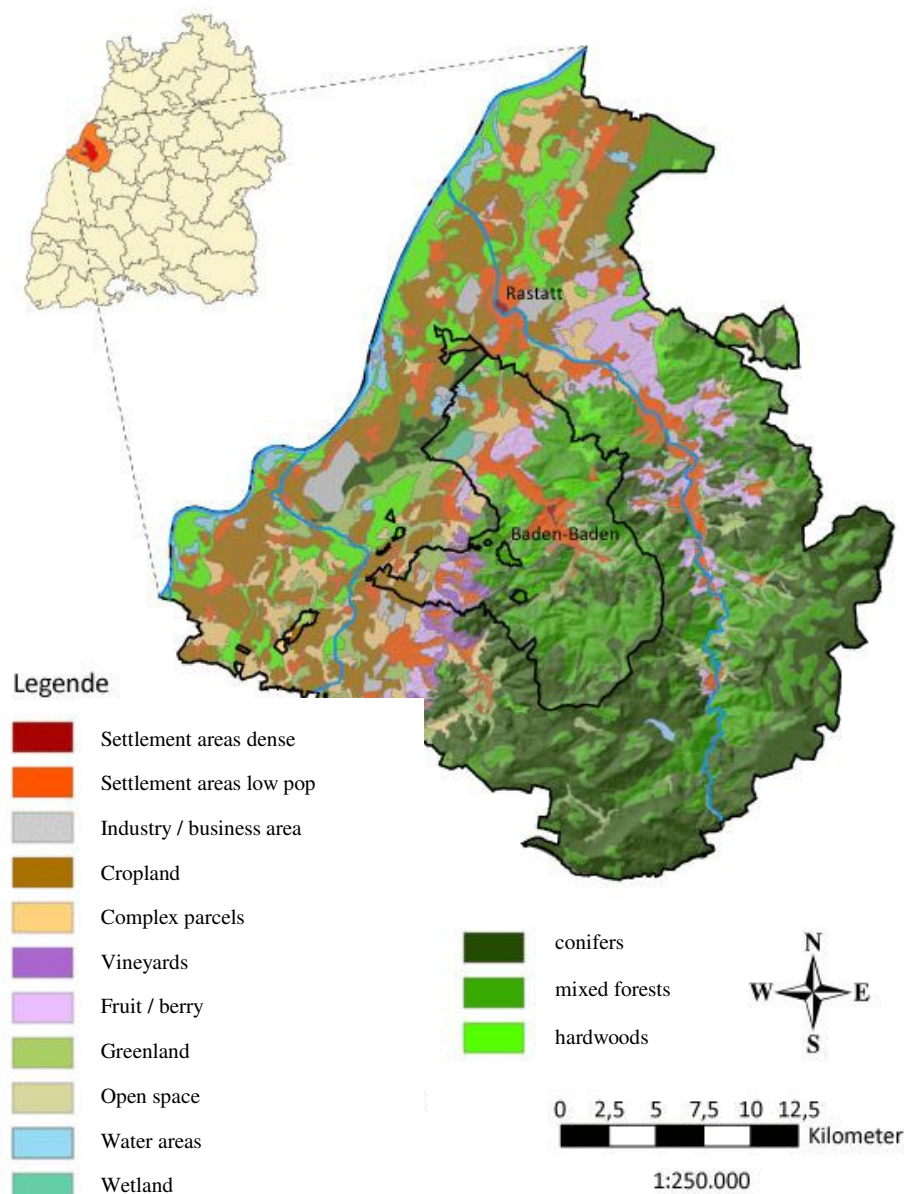 Rastatt
Baden-Baden
Legende
Settlement areas dense
Settlement areas low pop
Industry / business area
Cropland
Complex parcels
Vineyards
Fruit / berry
Greenland
Open space
Water areas
Wetland
conifers
mixed forests
hardwoods
N
W E
S
0 2,5 5 7,5 10 12,5
Kilometer
1:250.000